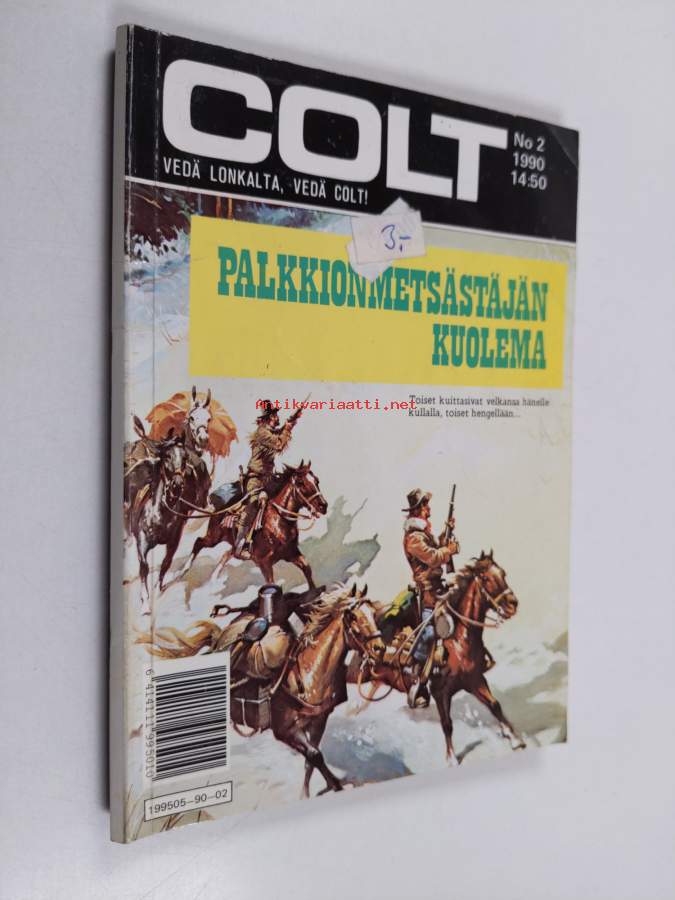 COLT
VEDÄ LONKALTA, VEDÄ COLT!
No 2
1990
14:50
3.-
PALKKIONMETSÄSTÄJÄN
KUOLEMA
Toiset kuittasivat velkansa hänelle
kullalla, toiset hengellään...
Antikvariaatti.net
6 414111 995010
199505-90-02